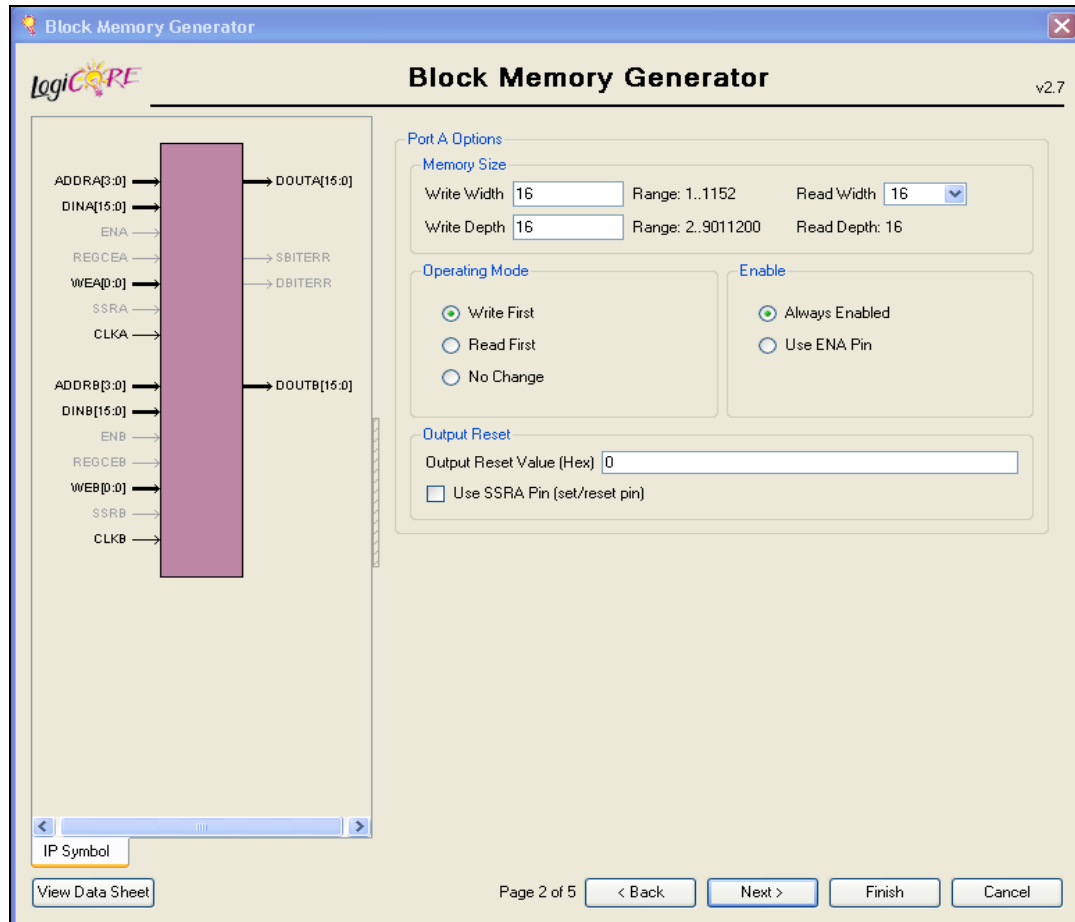 Block Memory Generator
LogiCORE
Block Memory Generator
v2.7
ADDRA[3:0]
DOUTA[15:0]
DINA[15:0]
ENA
REGCEA
SBITERR
WEA[0:0]
DBITERR
SSRA
CLKA
ADDRB[3:0]
DOUTB[15:0]
DINB[15:0]
ENB
REGCEB
WEB[0:0]
SSRB
CLKB
IP Symbol
Port A Options
Memory Size
Write Width 16 Range: 1..1152 Read Width 16
Write Depth 16 Range: 2..9011200 Read Depth: 16
Operating Mode
Write First
Read First
No Change
Enable
Always Enabled
Use ENA Pin
Output Reset
Output Reset Value (Hex) 0
Use SSRA Pin (set/reset pin)
View Data Sheet Page 2 of 5 < Back Next > Finish Cancel